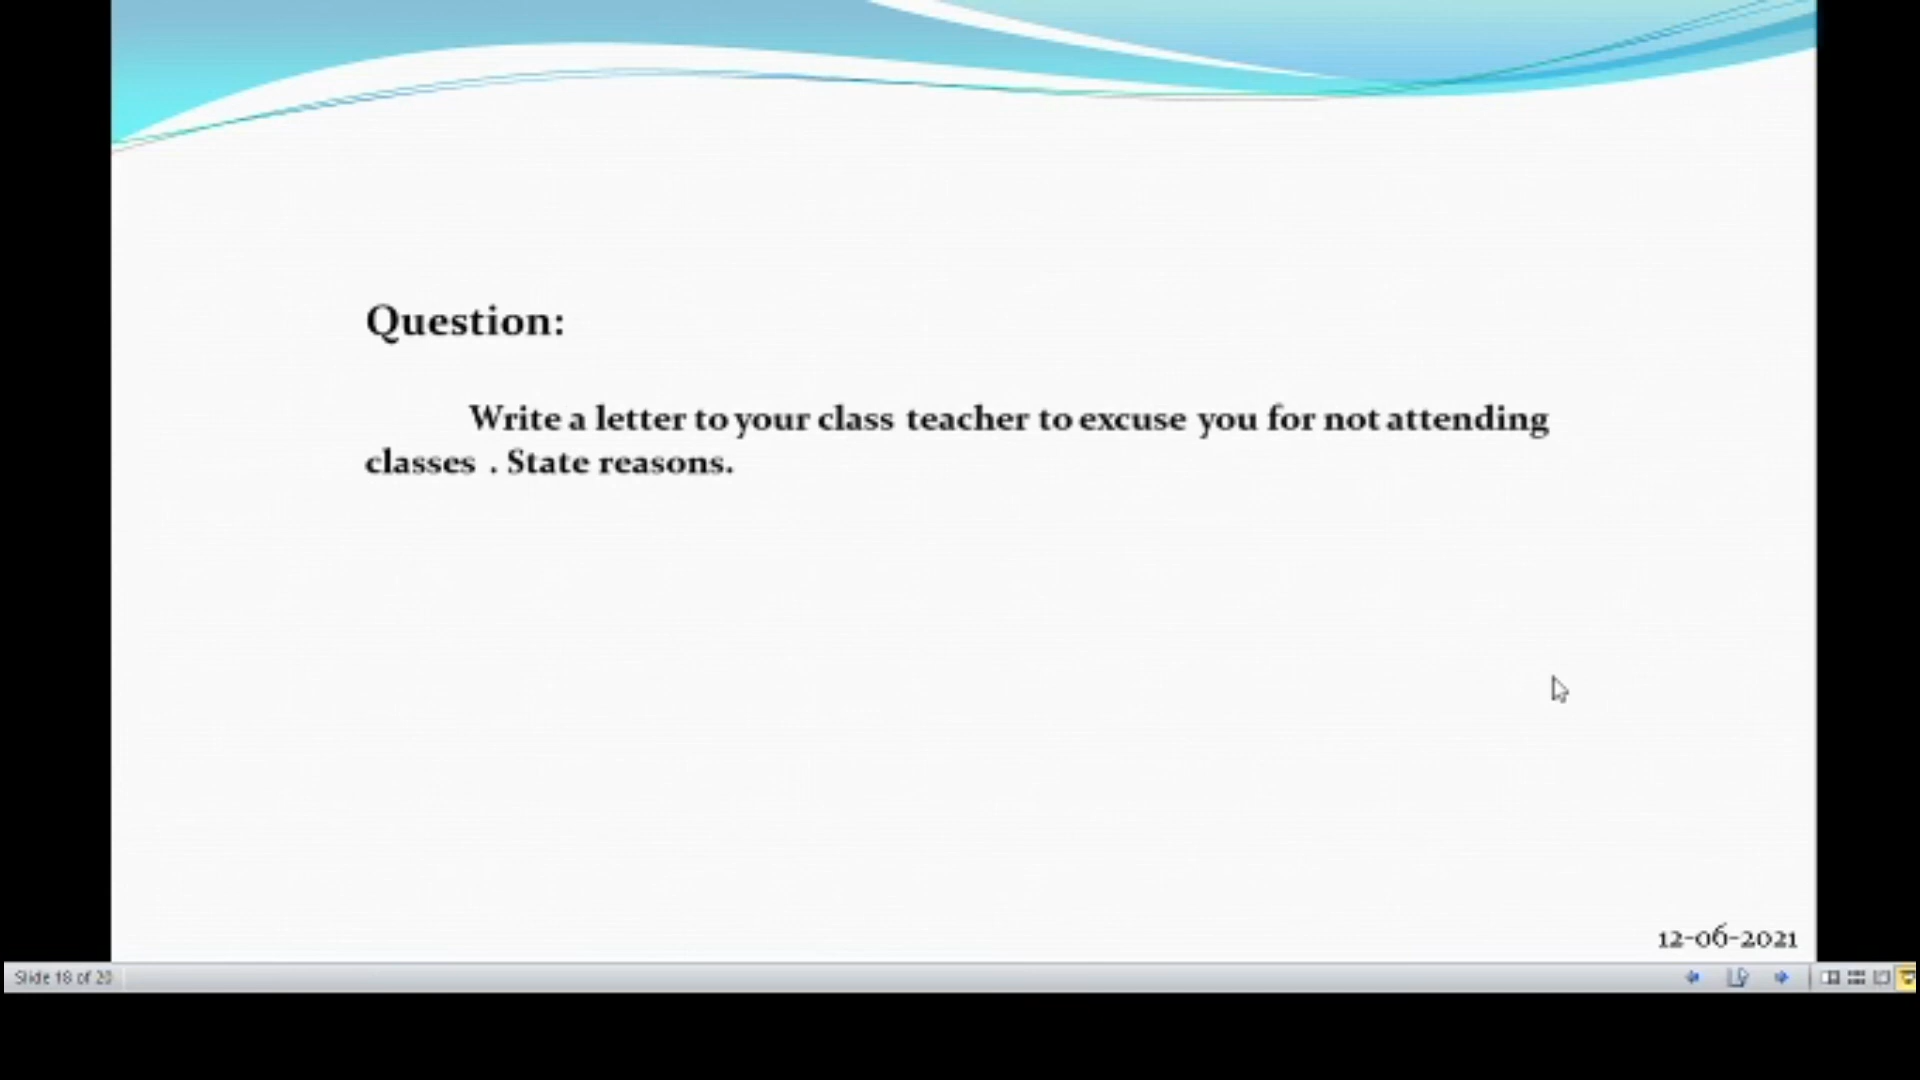 Question:
Write a letter to your class teacher to excuse you for not attending
classes . State reasons.
12-06-2021
Slide 18 of 20